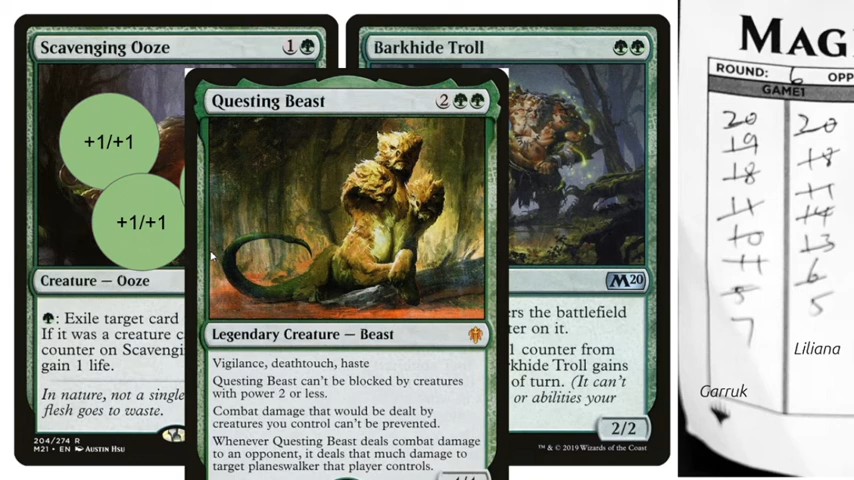 Scavenging Ooze 1
+1/+1
+1/+1
Creature — Ooze
: Exile target card
If it was a creature c
counter on Scavengi
gain 1 life.
In nature, not a single
flesh goes to waste.
204/274 R
M21 • EN Austin Hsu
Questing Beast 2
Legendary Creature — Beast
Vigilance, deathtouch, haste
Questing Beast can't be blocked by creatures
with power 2 or less.
Combat damage that would be dealt by
creatures you control can't be prevented.
Whenever Questing Beast deals combat damage
to an opponent, it deals that much damage to
target planeswalker that player controls.
Barkhide Troll
M20
ers the battlefield
ter on it.
1 counter from
rkhide Troll gains
of turn. (It can't
or abilities your
2/2
™ & © 2019 Wizards of the Coast
MAG
ROUND: 6 OPP
GAME1
20 20
19 18
18
14
13
6
5
7
Liliana
Garruk